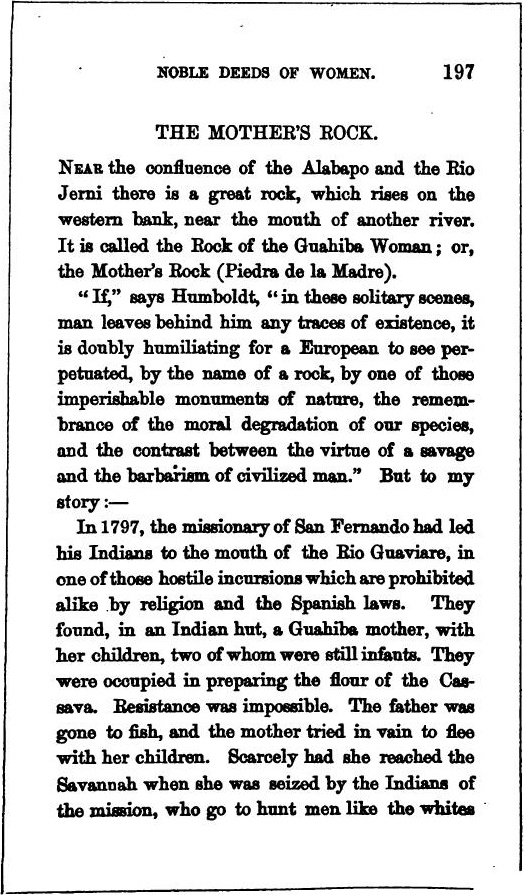 NOBLE DEEDS OF WOMEN. 197
THE MOTHER'S ROCK.
NEAR the confluence of the Alabapo and the Rio
Jerni there is a great rock, which rises on the
western bank, near the mouth of another river.
It is called the Rock of the Guahiba Woman; or,
the Mother's Rock (Piedra de la Madre).
"If," says Humboldt, "in these solitary scenes,
man leaves behind him any traces of existence, it
is doubly humiliating for a European to see per-
petuated, by the name of a rock, by one of those
imperishable monuments of nature, the remem-
brance of the moral degradation of our species,
and the contrast between the virtue of a savage
and the barbarism of civilized man." But to my
story:—
In 1797, the missionary of San Fernando had led
his Indians to the mouth of the Rio Guaviare, in
one of those hostile incursions which are prohibited
alike by religion and the Spanish laws. They
found, in an Indian hut, a Guahiba mother, with
her children, two of whom were still infants. They
were occupied in preparing the flour of the Cas-
sava. Resistance was impossible. The father was
gone to fish, and the mother tried in vain to flee
with her children. Scarcely had she reached the
Savannah when she was seized by the Indians of
the mission, who go to hunt men like the whites